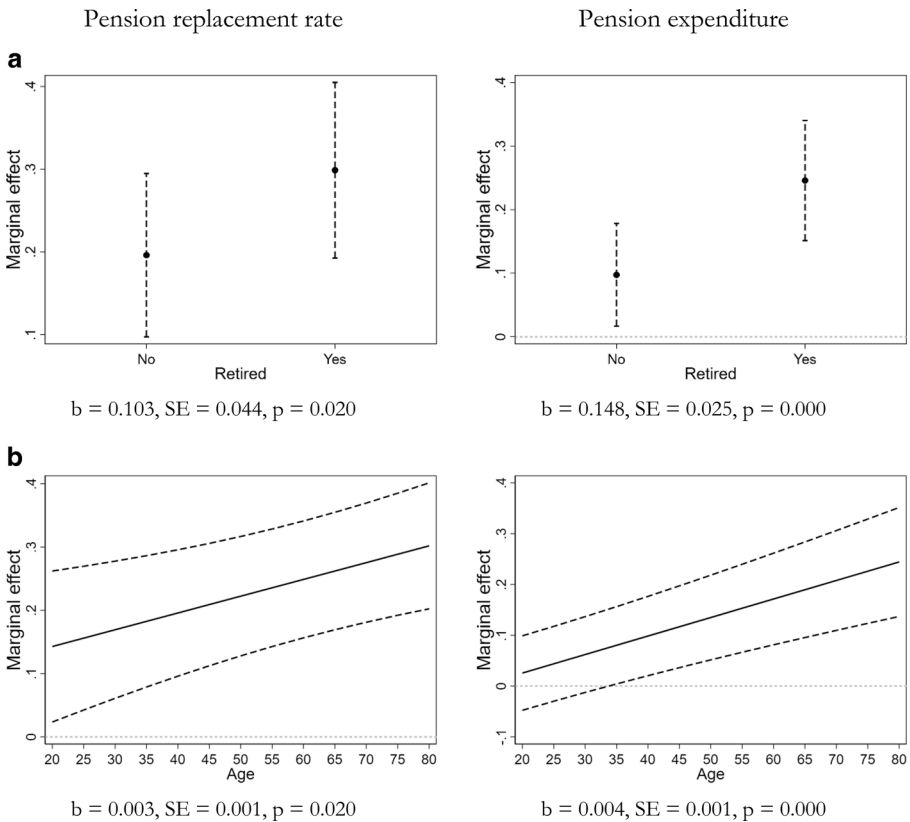 Pension replacement rate
Pension expenditure
a
Marginal effect
.4
.3
.2
.1
No
Yes
Retired
b = 0.103, SE = 0.044, p = 0.020
Marginal effect
.4
.3
.2
.1
0
No
Yes
Retired
b = 0.148, SE = 0.025, p = 0.000
b
Marginal effect
.4
.3
.2
.1
0
20 25 30 35 40 45 50 55 60 65 70 75 80
Age
b = 0.003, SE = 0.001, p = 0.020
Marginal effect
.4
.3
.2
.1
0
-.1
20 25 30 35 40 45 50 55 60 65 70 75 80
Age
b = 0.004, SE = 0.001, p = 0.000